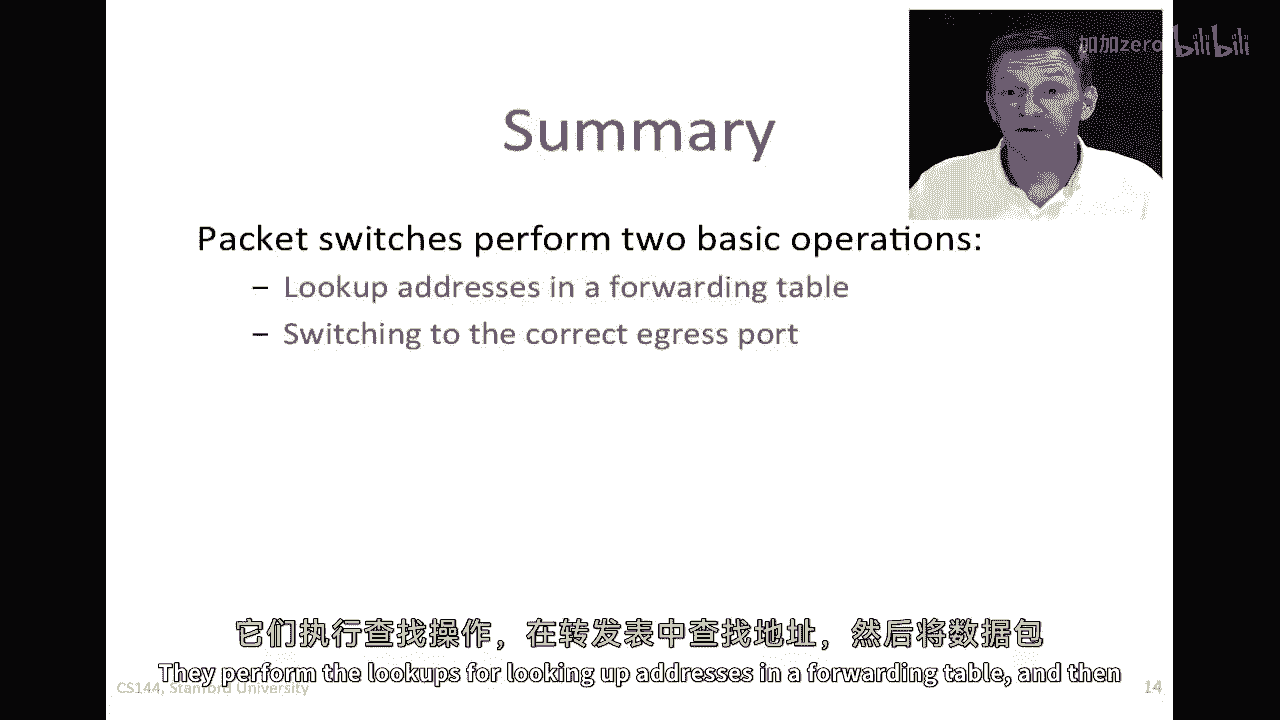 加加zero bilibili
Summary
Packet switches perform two basic operations:
– Lookup addresses in a forwarding table
– Switching to the correct egress port
它们执行查找操作，在转发表中查找地址，然后将数据包
They perform the lookups for looking up addresses in a forwarding table, and then
CS144, Stanford University
14